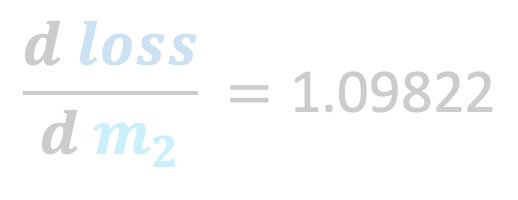 d loss
d m₂
= 1.09822